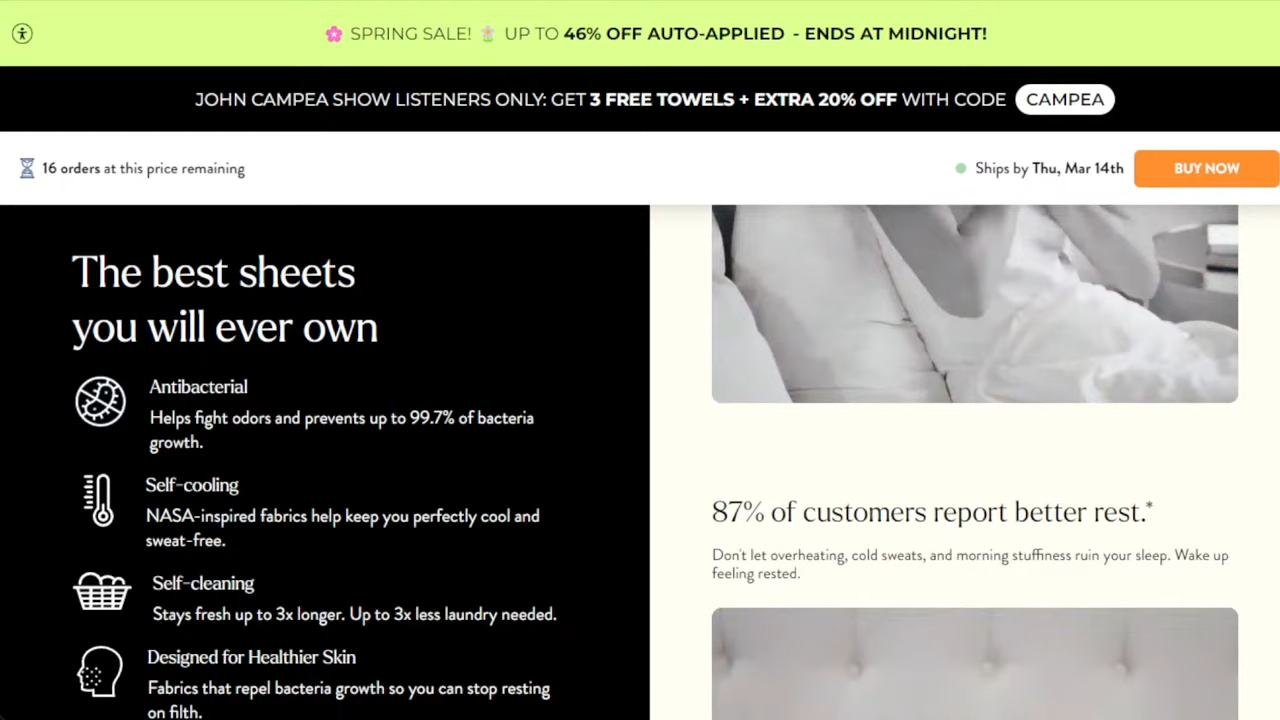 🌸 SPRING SALE! UP TO 46% OFF AUTO-APPLIED - ENDS AT MIDNIGHT!
JOHN CAMPEA SHOW LISTENERS ONLY: GET 3 FREE TOWELS + EXTRA 20% OFF WITH CODE CAMPEA
16 orders at this price remaining
Ships by Thu, Mar 14th
BUY NOW
The best sheets
you will ever own
Antibacterial
Helps fight odors and prevents up to 99.7% of bacteria
growth.
Self-cooling
NASA-inspired fabrics help keep you perfectly cool and
sweat-free.
Self-cleaning
Stays fresh up to 3x longer. Up to 3x less laundry needed.
Designed for Healthier Skin
Fabrics that repel bacteria growth so you can stop resting
on filth.
87% of customers report better rest.*
Don't let overheating, cold sweats, and morning stuffiness ruin your sleep. Wake up
feeling rested.